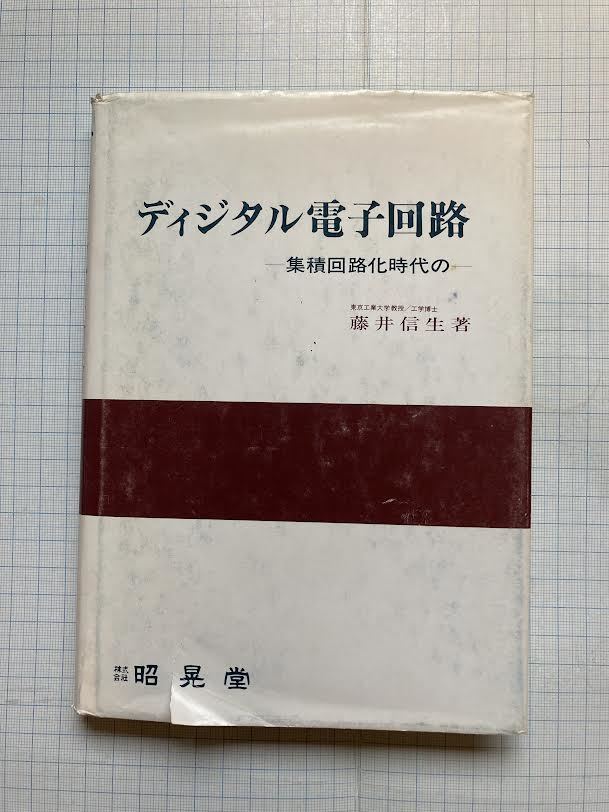 ディジタル電子回路
—集積回路化時代の—
東京工業大学教授/工学博士
藤井信生著
株式会社 昭晃堂